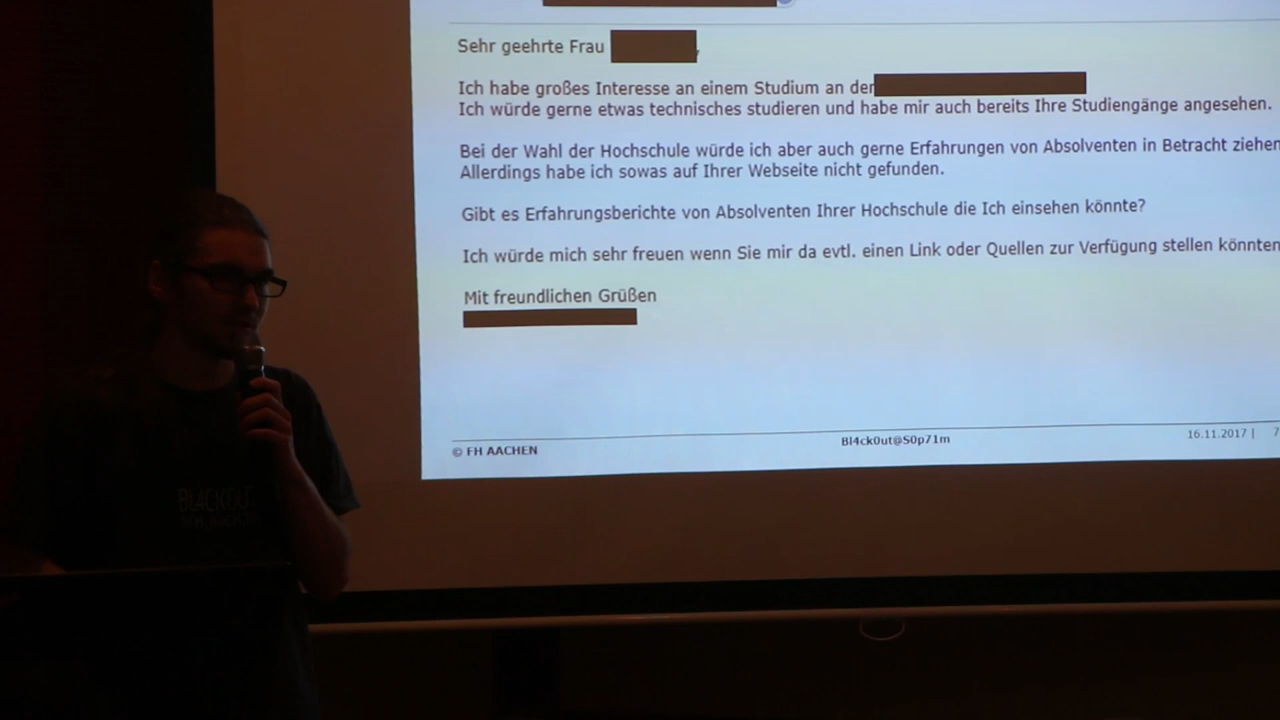 Sehr geehrte Frau
Ich habe großes Interesse an einem Studium an der
Ich würde gerne etwas technisches studieren und habe mir auch bereits Ihre Studiengänge angesehen.
Bei der Wahl der Hochschule würde ich aber auch gerne Erfahrungen von Absolventen in Betracht ziehen
Allerdings habe ich sowas auf Ihrer Webseite nicht gefunden.
Gibt es Erfahrungsberichte von Absolventen Ihrer Hochschule die Ich einsehen könnte?
Ich würde mich sehr freuen wenn Sie mir da evtl. einen Link oder Quellen zur Verfügung stellen könnten
Mit freundlichen Grüßen
© FH AACHEN
Bl4ck0ut@S0p71m
16.11.2017 | 7